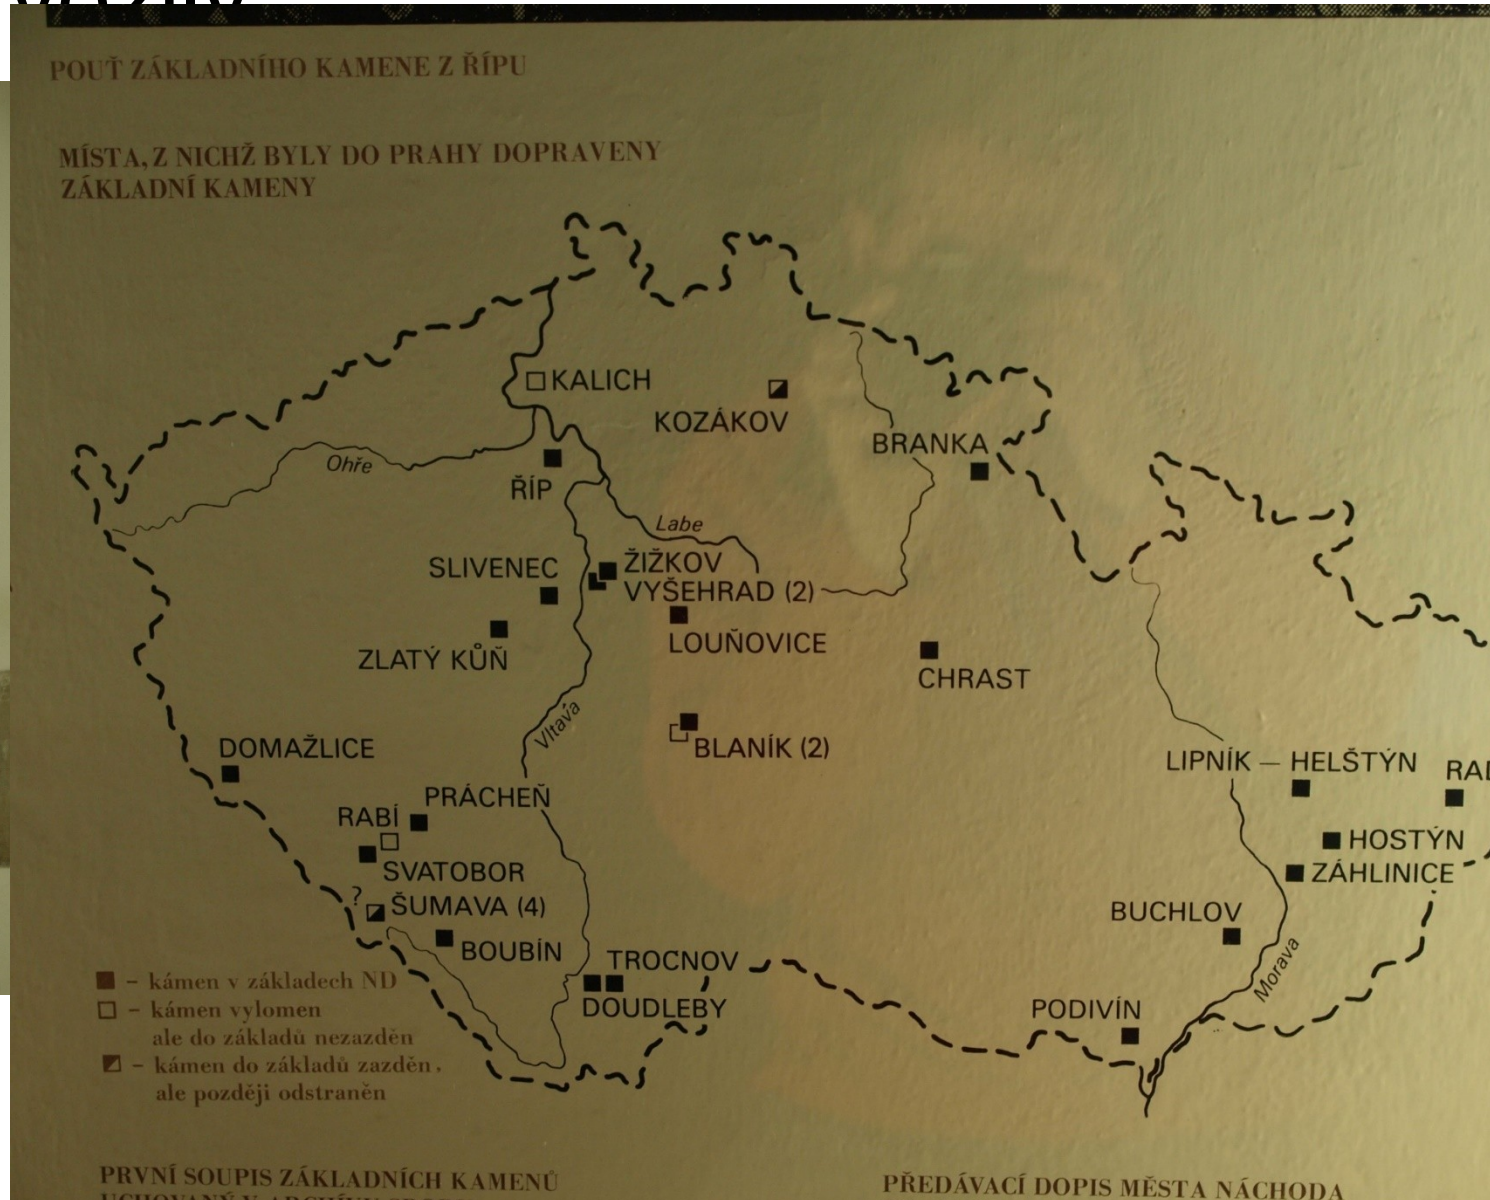 POUŤ ZÁKLADNÍHO KAMENE Z ŘÍPU
MÍSTA, Z NICHŽ BYLY DO PRAHY DOPRAVENY
ZÁKLADNÍ KAMENY
KALICH
KOZÁKOV
BRANKA
Ohře
ŘÍP
Labe
SLIVENEC
ŽIŽKOV
VYŠEHRAD (2)
LOUŇOVICE
ZLATÝ KŮŇ
CHRAST
Vltava
BLANÍK (2)
DOMAŽLICE
LIPNÍK — HELŠTÝN
RAD
PRÁCHEŇ
RABÍ
HOSTÝN
SVATOBOR
ZÁHLINICE
? ŠUMAVA (4)
BUCHLOV
BOUBÍN
TROCNOV
Morava
DOUDLEBY
PODIVÍN
– kámen v základech ND
– kámen vylomen
ale do základů nezazděn
– kámen do základů zazděn,
ale později odstraněn
PRVNÍ SOUPIS ZÁKLADNÍCH KAMENŮ
PŘEDÁVACÍ DOPIS MĚSTA NÁCHODA